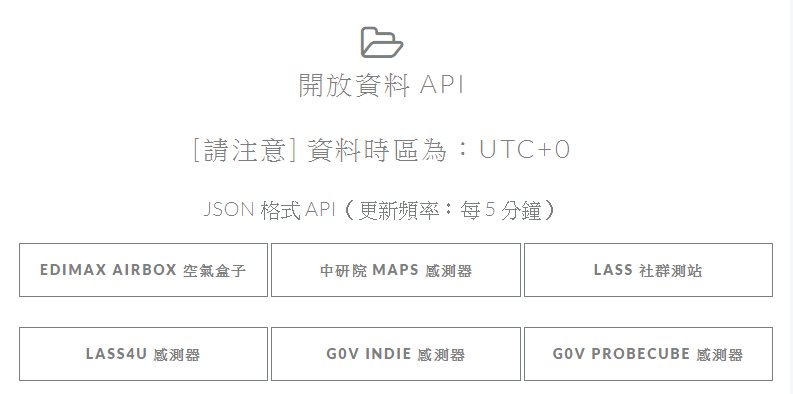 開放資料 API
[請注意] 資料時區為：UTC+0
JSON 格式 API（更新頻率：每 5 分鐘）
EDIMAX AIRBOX 空氣盒子
中研院 MAPS 感測器
LASS 社群測站
LASS4U 感測器
G0V INDIE 感測器
G0V PROBECUBE 感測器